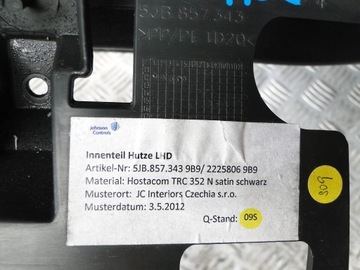 5JB 857.343
>PP/PE TD20<
Johnson
Controls
Innenteil Hutze LHD
Artikel-Nr: 5JB.857.343 9B9/ 2225806 9B9
Material: Hostacom TRC 352 N satin schwarz
Musterort: JC Interiors Czechia s.r.o.
Musterdatum: 3.5.2012
Q-Stand: 09S